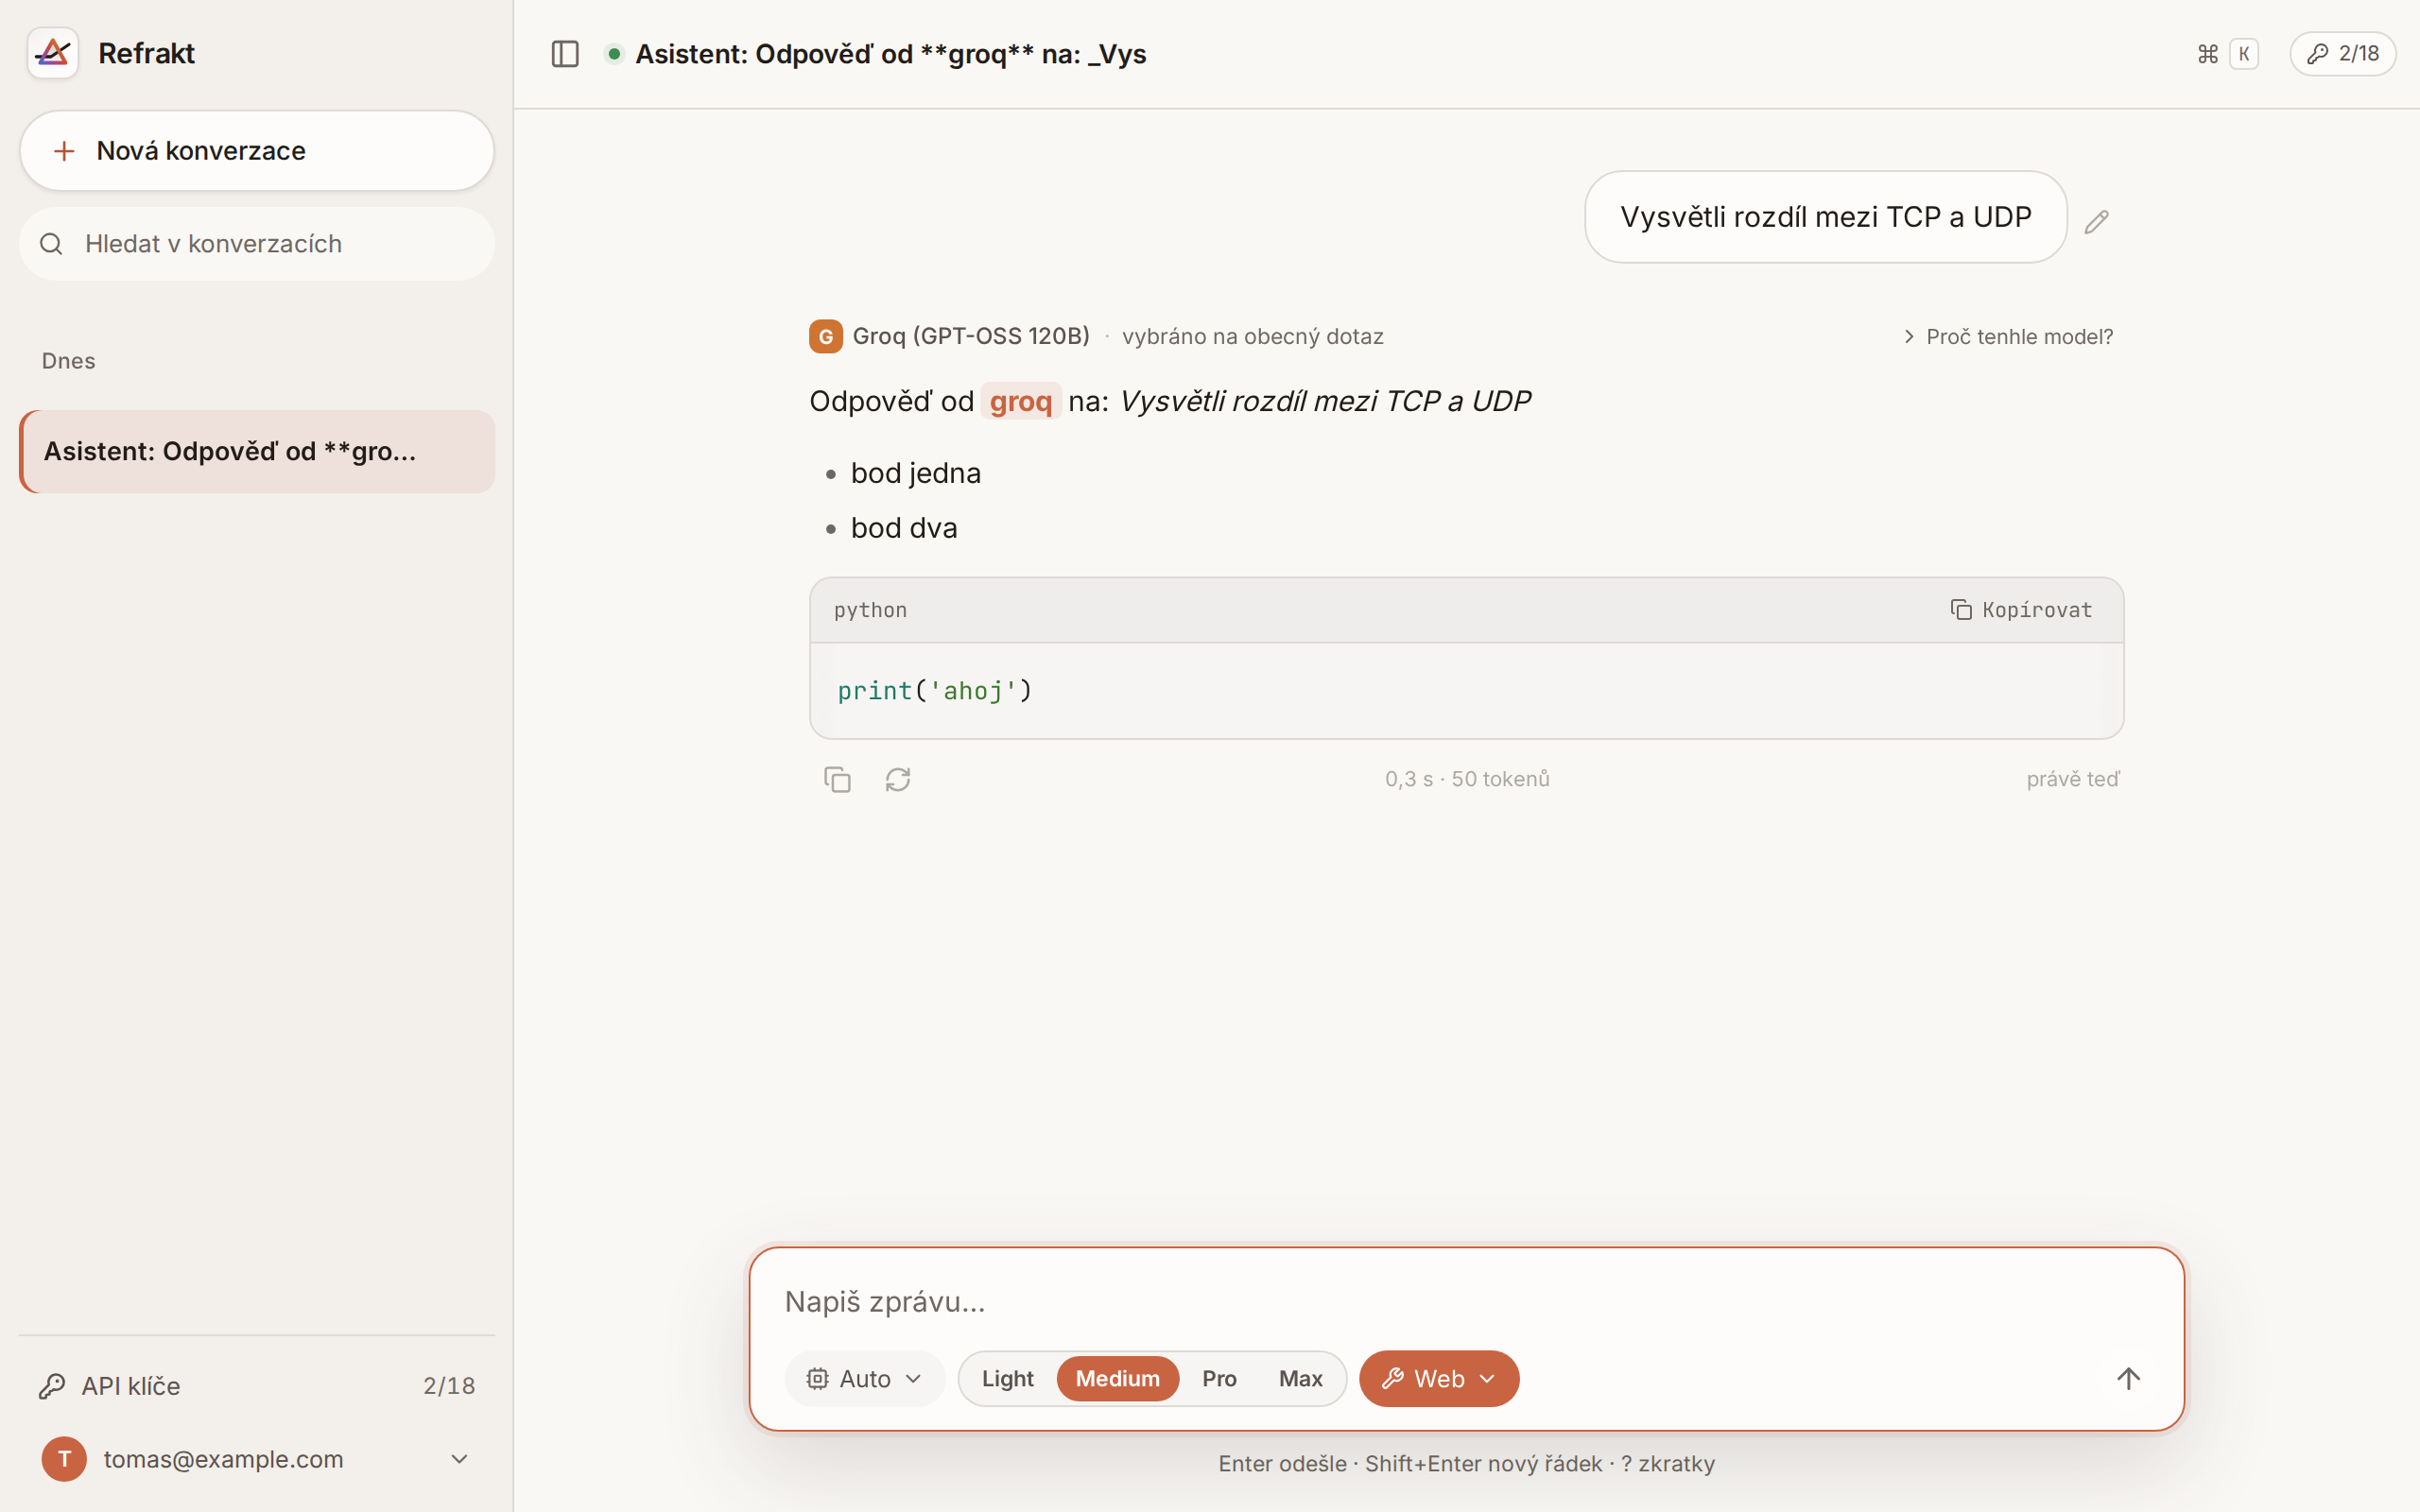 Refrakt
Nová konverzace
Hledat v konverzacích
Dnes
Asistent: Odpověď od **gro...
API klíče 2/18
T tomas@example.com
Asistent: Odpověď od **groq** na: _Vys
⌘ K 2/18
Vysvětli rozdíl mezi TCP a UDP
G Groq (GPT-OSS 120B) · vybráno na obecný dotaz
Proč tenhle model?
Odpověď od groq na: Vysvětli rozdíl mezi TCP a UDP
• bod jedna
• bod dva
python Kopírovat
print('ahoj')
0,3 s · 50 tokenů právě teď
Napiš zprávu...
Auto Light Medium Pro Max Web
Enter odešle · Shift+Enter nový řádek · ? zkratky